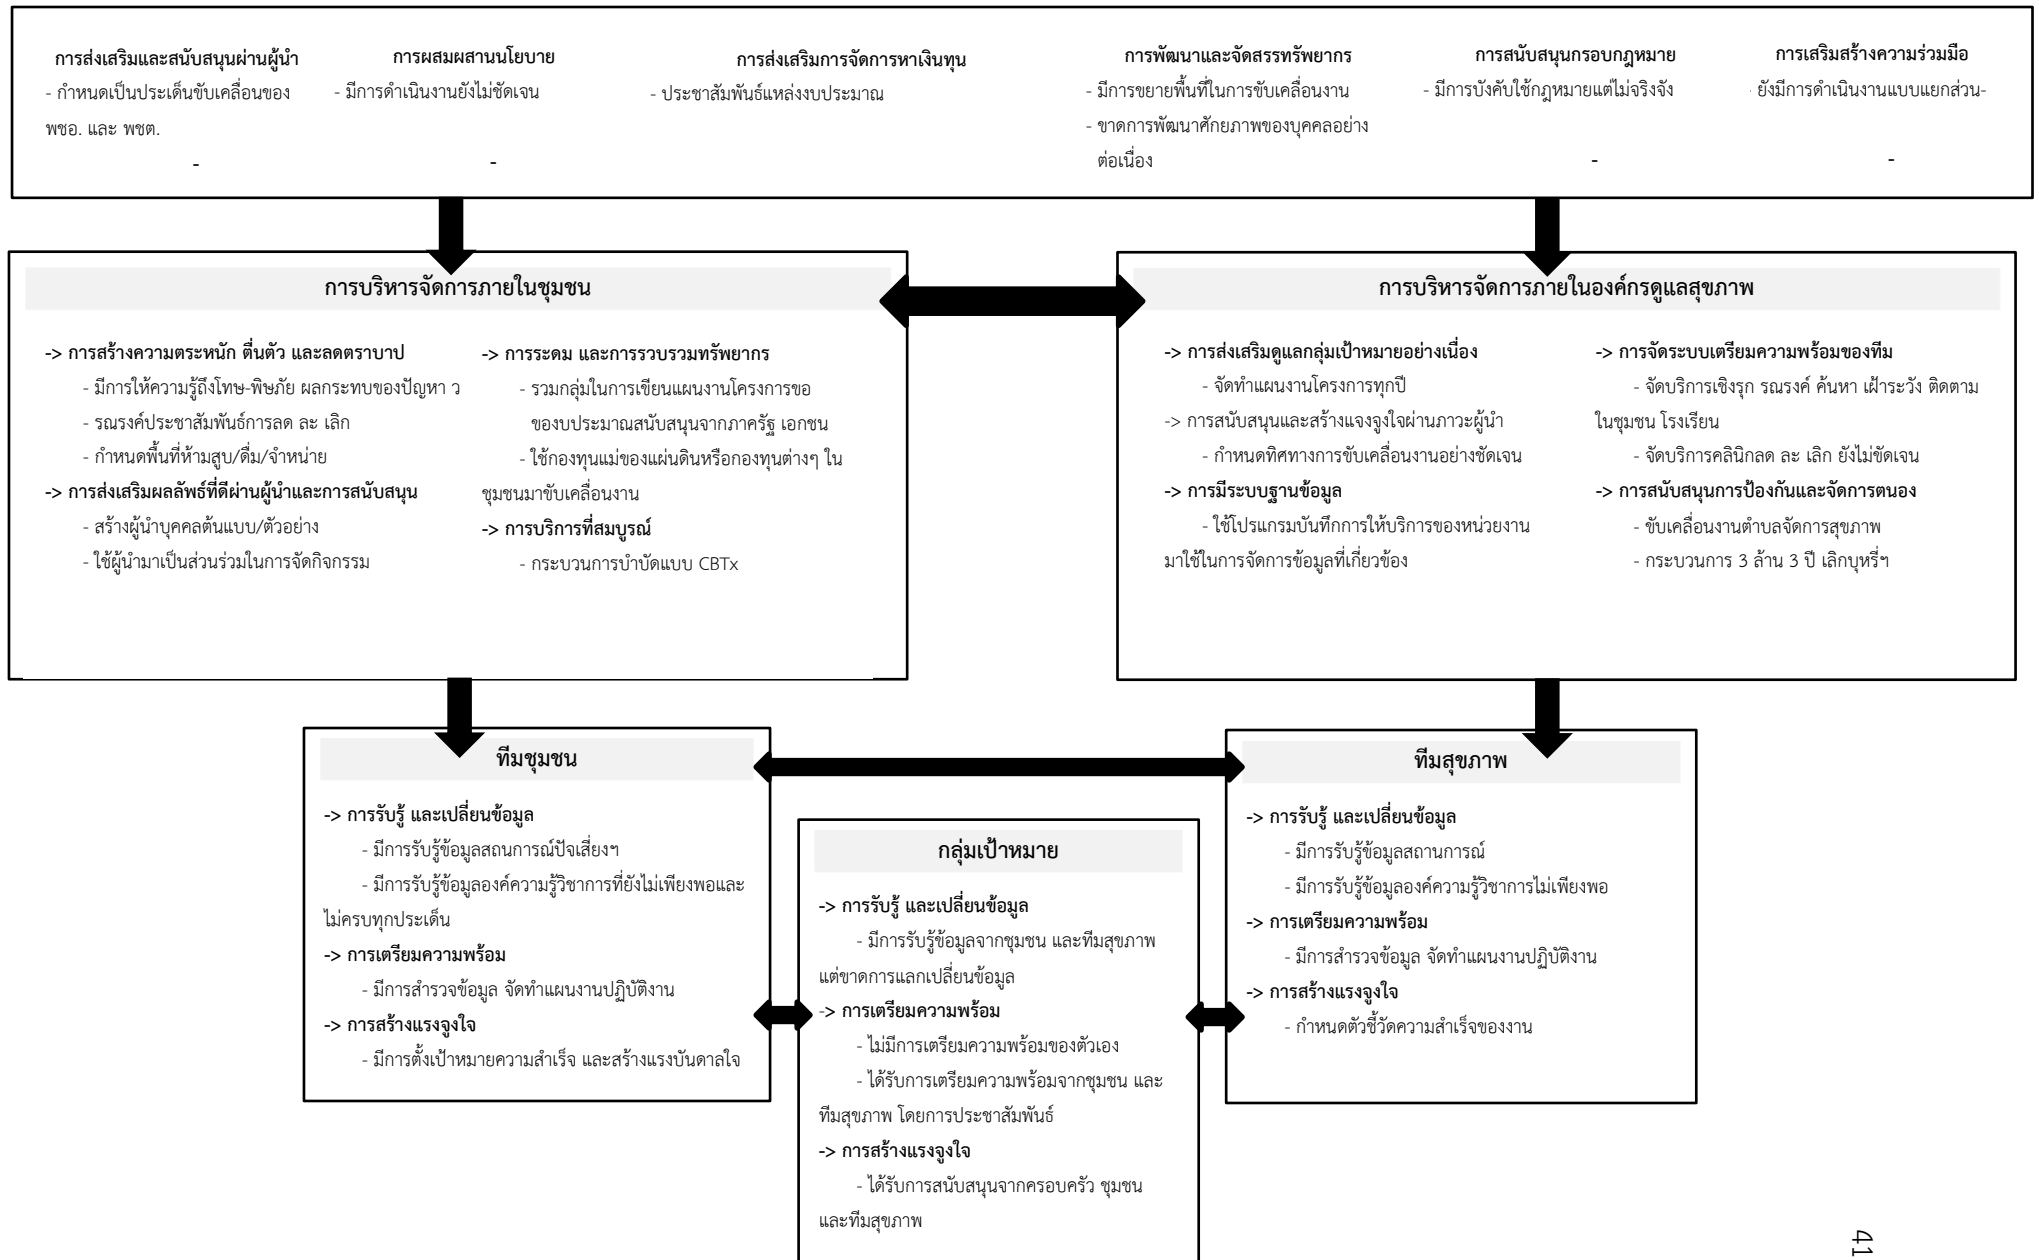 การส่งเสริมและสนับสนุนผ่านผู้นำ
- กำหนดเป็นประเด็นขับเคลื่อนของ
พชอ. และ พชต.
-
การผสมผสานนโยบาย
- มีการดำเนินงานยังไม่ชัดเจน
-
การส่งเสริมการจัดการหาเงินทุน
- ประชาสัมพันธ์แหล่งงบประมาณ
การพัฒนาและจัดสรรทรัพยากร
- มีการขยายพื้นที่ในการขับเคลื่อนงาน
- ขาดการพัฒนาศักยภาพของบุคคลอย่าง
ต่อเนื่อง
การสนับสนุนกรอบกฎหมาย
- มีการบังคับใช้กฎหมายแต่ไม่จริงจัง
-
การเสริมสร้างความร่วมมือ
- ยังมีการดำเนินงานแบบแยกส่วน-
-
การบริหารจัดการภายในชุมชน
-> การสร้างความตระหนัก ตื่นตัว และลดตราบาป
- มีการให้ความรู้ถึงโทษ-พิษภัย ผลกระทบของปัญหา ว
- รณรงค์ประชาสัมพันธ์การลด ละ เลิก
- กำหนดพื้นที่ห้ามสูบ/ดื่ม/จำหน่าย
-> การส่งเสริมผลลัพธ์ที่ดีผ่านผู้นำและการสนับสนุน
- สร้างผู้นำบุคคลต้นแบบ/ตัวอย่าง
- ใช้ผู้นำมาเป็นส่วนร่วมในการจัดกิจกรรม
-> การระดม และการรวบรวมทรัพยากร
- รวมกลุ่มในการเขียนแผนงานโครงการขอ
ของบประมาณสนับสนุนจากภาครัฐ เอกชน
- ใช้กองทุนแม่ของแผ่นดินหรือกองทุนต่างๆ ใน
ชุมชนมาขับเคลื่อนงาน
-> การบริการที่สมบูรณ์
- กระบวนการบำบัดแบบ CBTx
การบริหารจัดการภายในองค์กรดูแลสุขภาพ
-> การส่งเสริมดูแลกลุ่มเป้าหมายอย่างเนื่อง
- จัดทำแผนงานโครงการทุกปี
-> การสนับสนุนและสร้างแจงจูงใจผ่านภาวะผู้นำ
- กำหนดทิศทางการขับเคลื่อนงานอย่างชัดเจน
-> การมีระบบฐานข้อมูล
- ใช้โปรแกรมบันทึกการให้บริการของหน่วยงาน
มาใช้ในการจัดการข้อมูลที่เกี่ยวข้อง
-> การจัดระบบเตรียมความพร้อมของทีม
- จัดบริการเชิงรุก รณรงค์ ค้นหา เฝ้าระวัง ติดตาม
ในชุมชน โรงเรียน
- จัดบริการคลินิกลด ละ เลิก ยังไม่ขัดเจน
-> การสนับสนุนการป้องกันและจัดการตนอง
- ขับเคลื่อนงานตำบลจัดการสุขภาพ
- กระบวนการ 3 ล้าน 3 ปี เลิกบุหรี่ฯ
ทีมชุมชน
-> การรับรู้ และเปลี่ยนข้อมูล
- มีการรับรู้ข้อมูลสถนการณ์ปัจเสี่ยงฯ
- มีการรับรู้ข้อมูลองค์ความรู้วิชาการที่ยังไม่เพียงพอและ
ไม่ครบทุกประเด็น
-> การเตรียมความพร้อม
- มีการสำรวจข้อมูล จัดทำแผนงานปฏิบัติงาน
-> การสร้างแรงจูงใจ
- มีการตั้งเป้าหมายความสำเร็จ และสร้างแรงบันดาลใจ
กลุ่มเป้าหมาย
-> การรับรู้ และเปลี่ยนข้อมูล
- มีการรับรู้ข้อมูลจากชุมชน และทีมสุขภาพ
แต่ขาดการแลกเปลี่ยนข้อมูล
-> การเตรียมความพร้อม
- ไม่มีการเตรียมความพร้อมของตัวเอง
- ได้รับการเตรียมความพร้อมจากชุมชน และ
ทีมสุขภาพ โดยการประชาสัมพันธ์
-> การสร้างแรงจูงใจ
- ได้รับการสนับสนุนจากครอบครัว ชุมชน
และทีมสุขภาพ
ทีมสุขภาพ
-> การรับรู้ และเปลี่ยนข้อมูล
- มีการรับรู้ข้อมูลสถานการณ์
- มีการรับรู้ข้อมูลองค์ความรู้วิชาการไม่เพียงพอ
-> การเตรียมความพร้อม
- มีการสำรวจข้อมูล จัดทำแผนงานปฏิบัติงาน
-> การสร้างแรงจูงใจ
- กำหนดตัวชี้วัดความสำเร็จของงาน
41